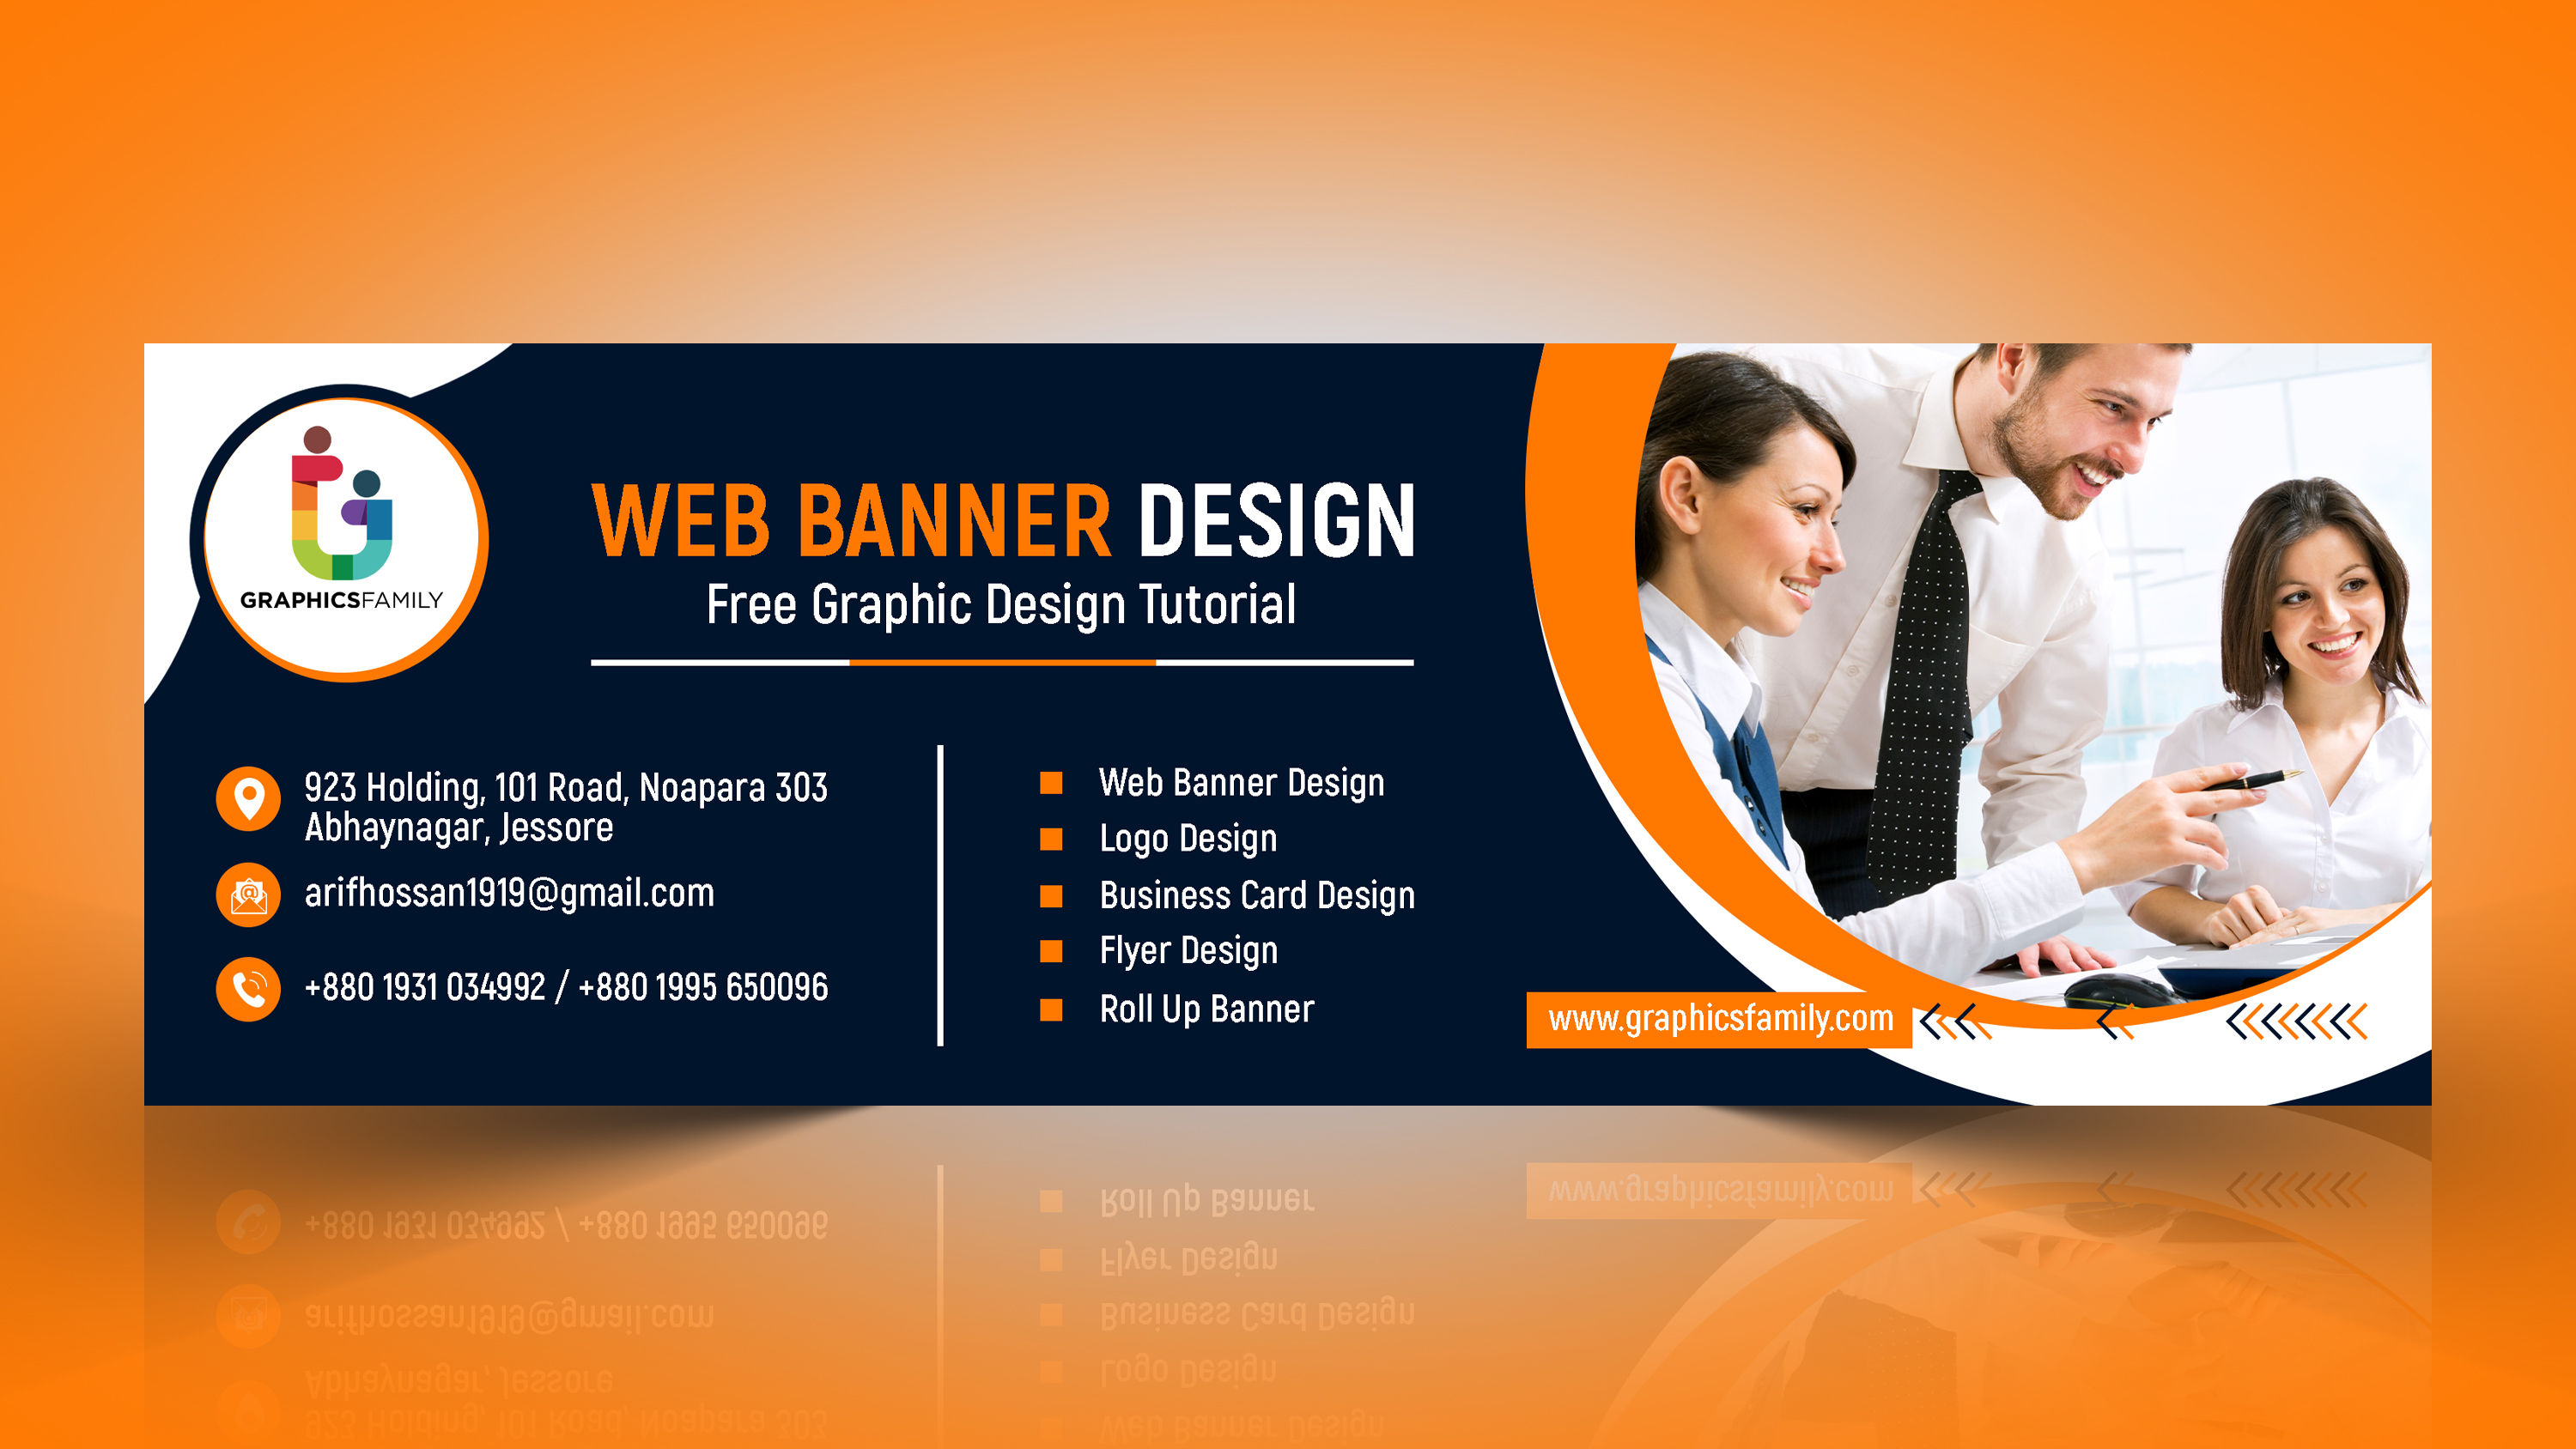 GRAPHICSFAMILY
WEB BANNER DESIGN
Free Graphic Design Tutorial
923 Holding, 101 Road, Noapara 303
Abhaynagar, Jessore
arifhossan1919@gmail.com
+880 1931 034992 / +880 1995 650096
Web Banner Design
Logo Design
Business Card Design
Flyer Design
Roll Up Banner
www.graphicsfamily.com